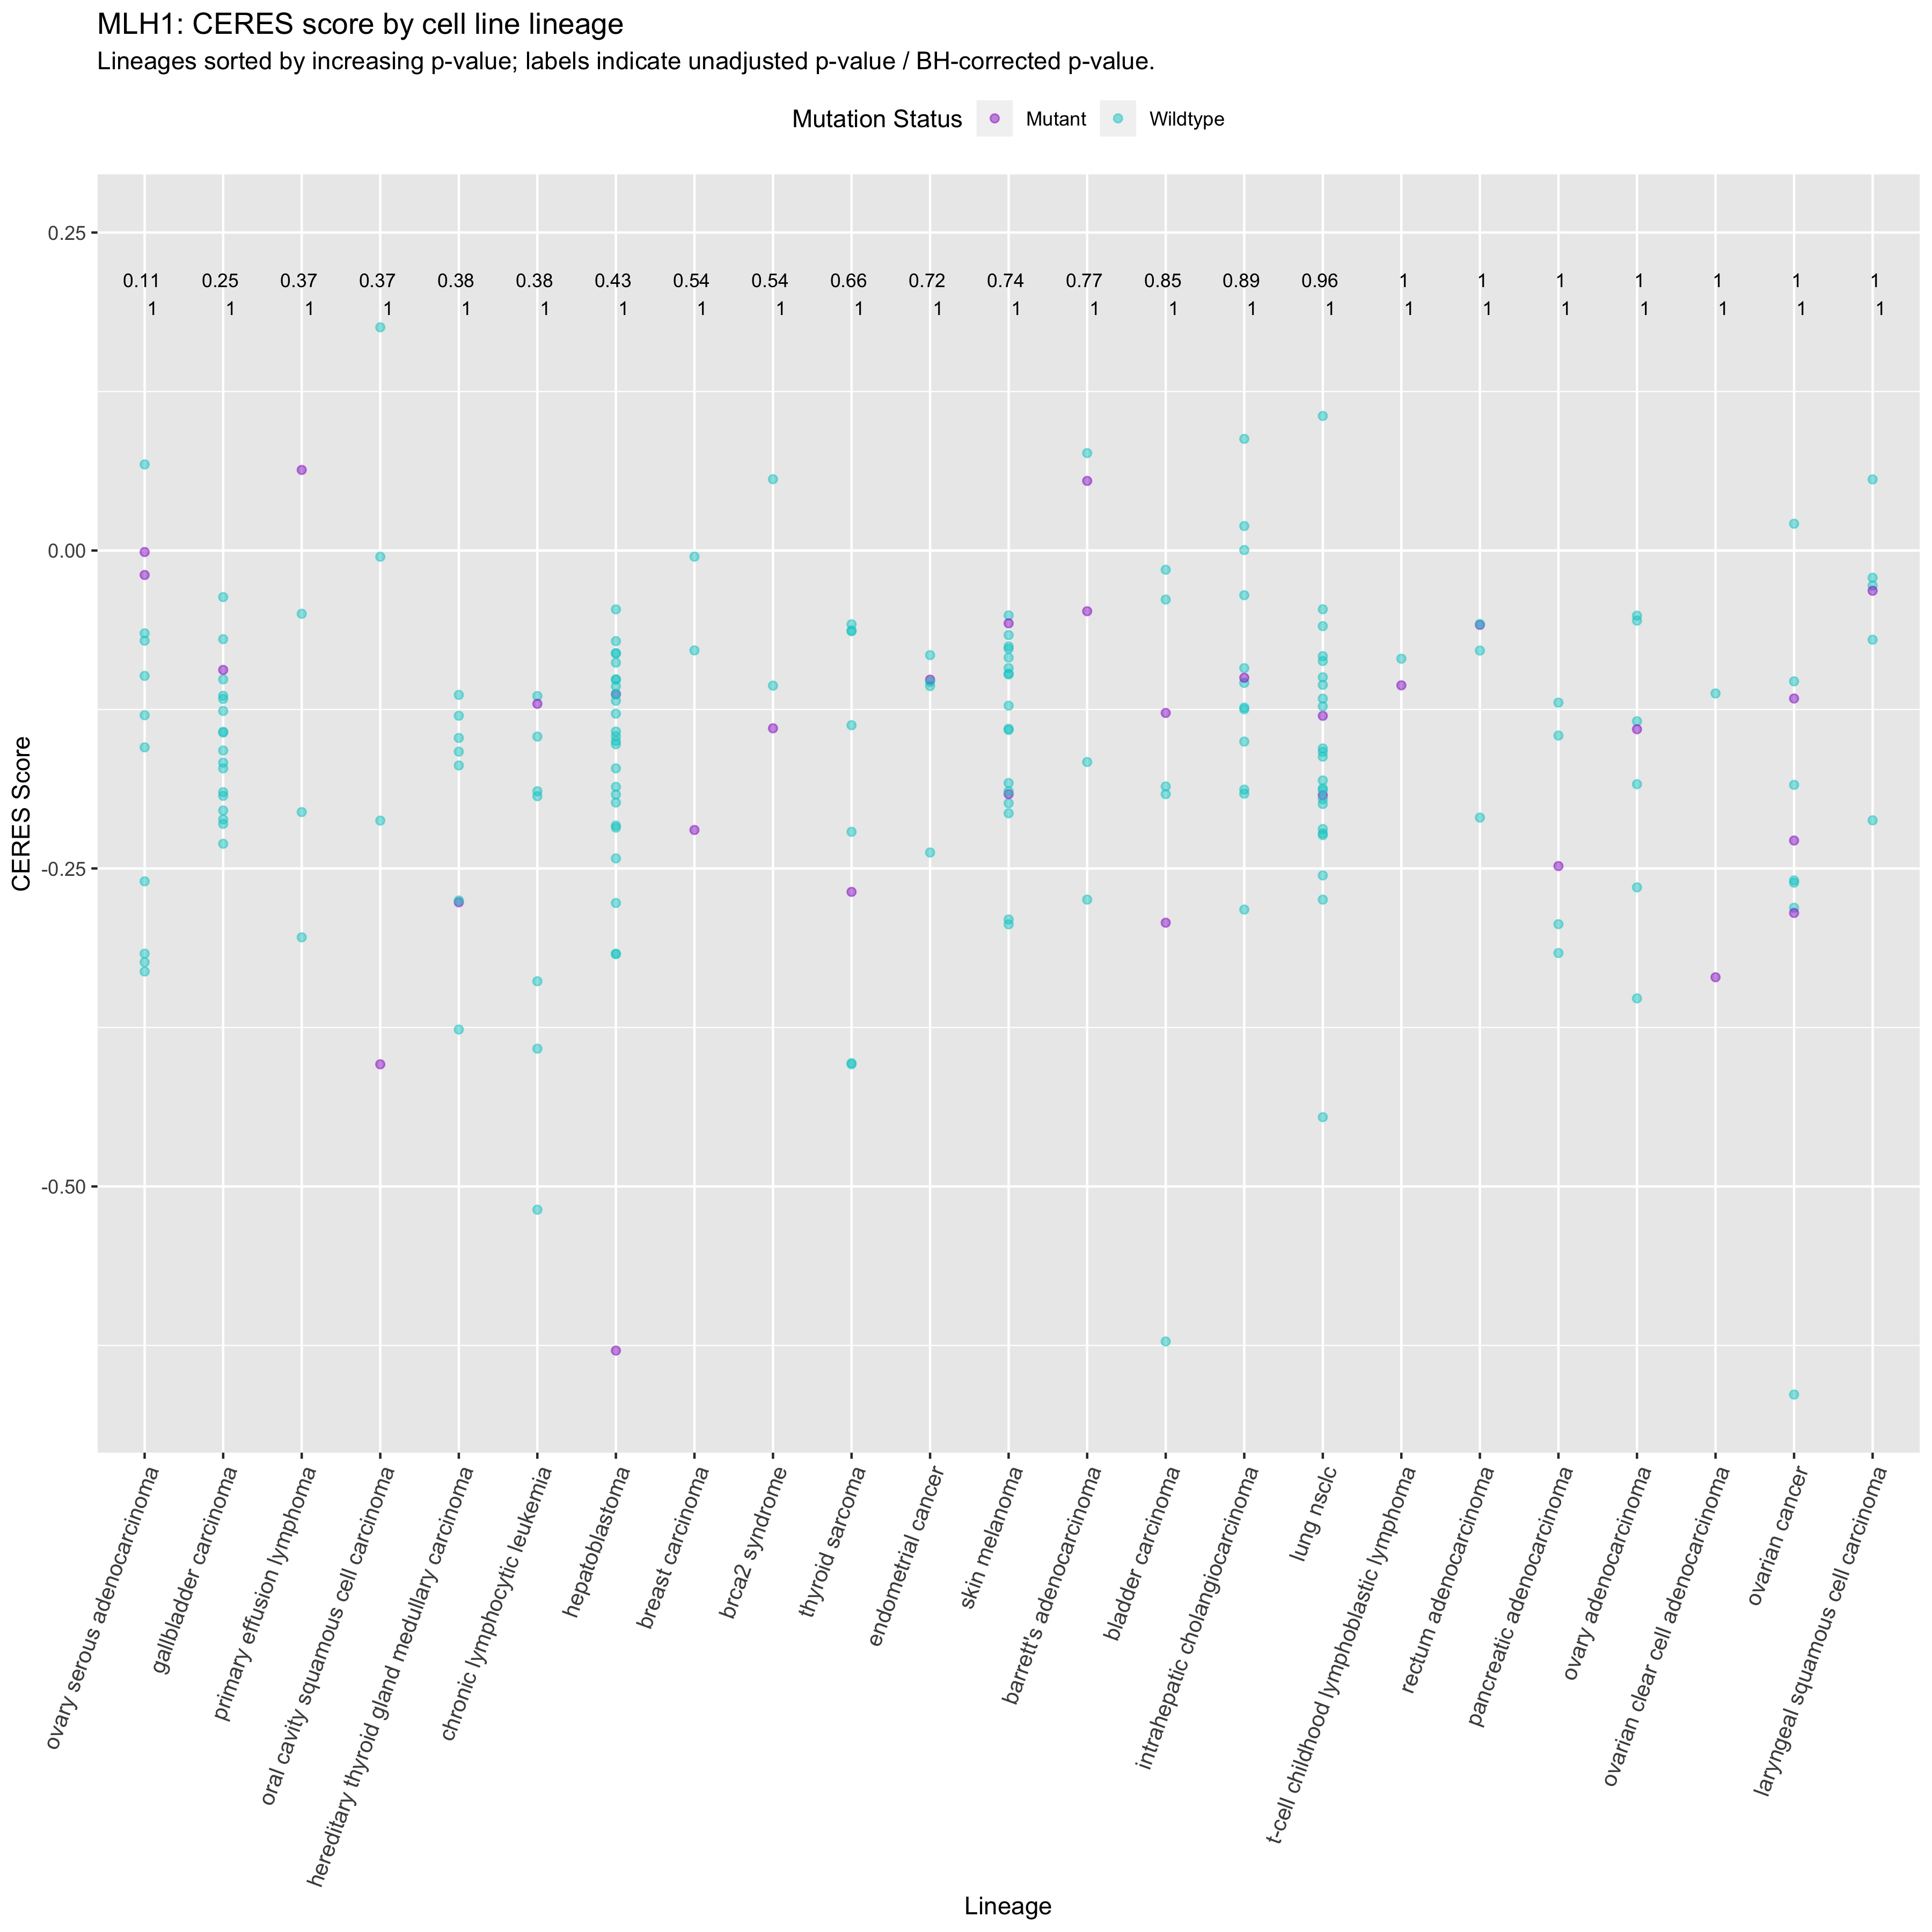 MLH1: CERES score by cell line lineage
Lineages sorted by increasing p-value; labels indicate unadjusted p-value / BH-corrected p-value.
Mutation Status Mutant Wildtype
0.25
0.11 0.25 0.37 0.37 0.38 0.38 0.43 0.54 0.54 0.66 0.72 0.74 0.77 0.85 0.89 0.96 1 1 1 1 1 1 1
1 1 1 1 1 1 1 1 1 1 1 1 1 1 1 1 1 1 1 1 1 1 1
0.00
-0.25
-0.50
CERES Score
ovary serous adenocarcinoma
gallbladder carcinoma
primary effusion lymphoma
oral cavity squamous cell carcinoma
hereditary thyroid gland medullary carcinoma
chronic lymphocytic leukemia
hepatoblastoma
breast carcinoma
brca2 syndrome
thyroid sarcoma
endometrial cancer
skin melanoma
barrett's adenocarcinoma
bladder carcinoma
intrahepatic cholangiocarcinoma
lung nsclc
t-cell childhood lymphoblastic lymphoma
rectum adenocarcinoma
pancreatic adenocarcinoma
ovary adenocarcinoma
ovarian clear cell adenocarcinoma
ovarian cancer
laryngeal squamous cell carcinoma
Lineage